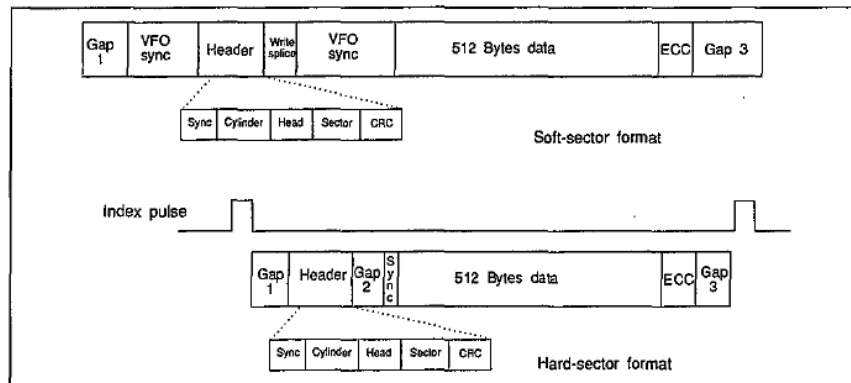 Gap 1
VFO sync
Header
Write splice
VFO sync
512 Bytes data
ECC
Gap 3
Sync
Cylinder
Head
Sector
CRC
Soft-sector format
Index pulse
Gap 1
Header
Gap 2
Sync
512 Bytes data
ECC
Gap 3
Sync
Cylinder
Head
Sector
CRC
Hard-sector format